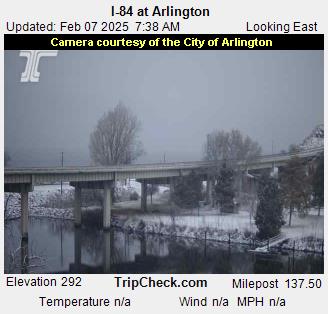 I-84 at Arlington
Updated: Feb 07 2025 7:38 AM Looking East
Camera courtesy of the City of Arlington
Elevation 292 TripCheck.com Milepost 137.50
Temperature n/a Wind n/a MPH n/a